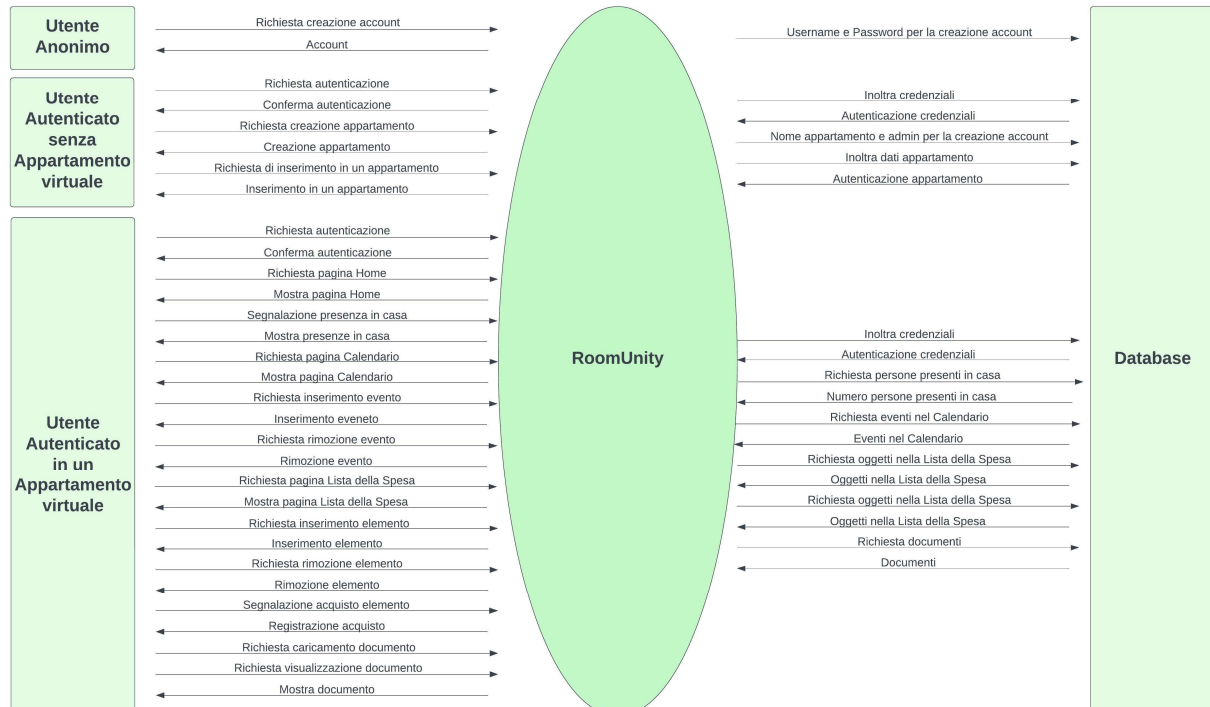 Utente
Anonimo
Richiesta creazione account
Account
Utente
Autenticato
senza
Appartamento
virtuale
Richiesta autenticazione
Conferma autenticazione
Richiesta creazione appartamento
Creazione appartamento
Richiesta di inserimento in un appartamento
Inserimento in un appartamento
Utente
Autenticato
in un
Appartamento
virtuale
Richiesta autenticazione
Conferma autenticazione
Richiesta pagina Home
Mostra pagina Home
Segnalazione presenza in casa
Mostra presenze in casa
Richiesta pagina Calendario
Mostra pagina Calendario
Richiesta inserimento evento
Inserimento eveneto
Richiesta rimozione evento
Rimozione evento
Richiesta pagina Lista della Spesa
Mostra pagina Lista della Spesa
Richiesta inserimento elemento
Inserimento elemento
Richiesta rimozione elemento
Rimozione elemento
Segnalazione acquisto elemento
Registrazione acquisto
Richiesta caricamento documento
Richiesta visualizzazione documento
Mostra documento
RoomUnity
Username e Password per la creazione account
Inoltra credenziali
Autenticazione credenziali
Nome appartamento e admin per la creazione account
Inoltra dati appartamento
Autenticazione appartamento
Inoltra credenziali
Autenticazione credenziali
Richiesta persone presenti in casa
Numero persone presenti in casa
Richiesta eventi nel Calendario
Eventi nel Calendario
Richiesta oggetti nella Lista della Spesa
Oggetti nella Lista della Spesa
Richiesta oggetti nella Lista della Spesa
Oggetti nella Lista della Spesa
Richiesta documenti
Documenti
Database